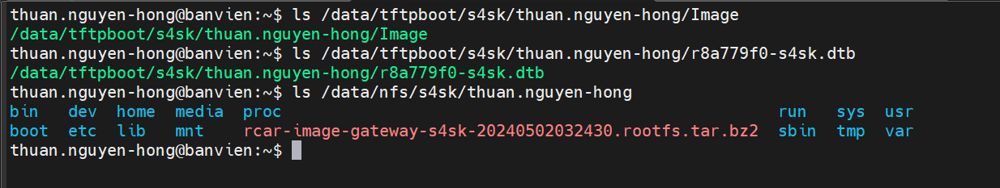 thuan.nguyen-hong@banvien:~$ ls /data/tftpboot/s4sk/thuan.nguyen-hong/Image
/data/tftpboot/s4sk/thuan.nguyen-hong/Image
thuan.nguyen-hong@banvien:~$ ls /data/tftpboot/s4sk/thuan.nguyen-hong/r8a779f0-s4sk.dtb
/data/tftpboot/s4sk/thuan.nguyen-hong/r8a779f0-s4sk.dtb
thuan.nguyen-hong@banvien:~$ ls /data/nfs/s4sk/thuan.nguyen-hong
bin   dev  home  media  proc                                                 run   sys  usr
boot  etc  lib   mnt    rcar-image-gateway-s4sk-20240502032430.rootfs.tar.bz2  sbin  tmp  var
thuan.nguyen-hong@banvien:~$